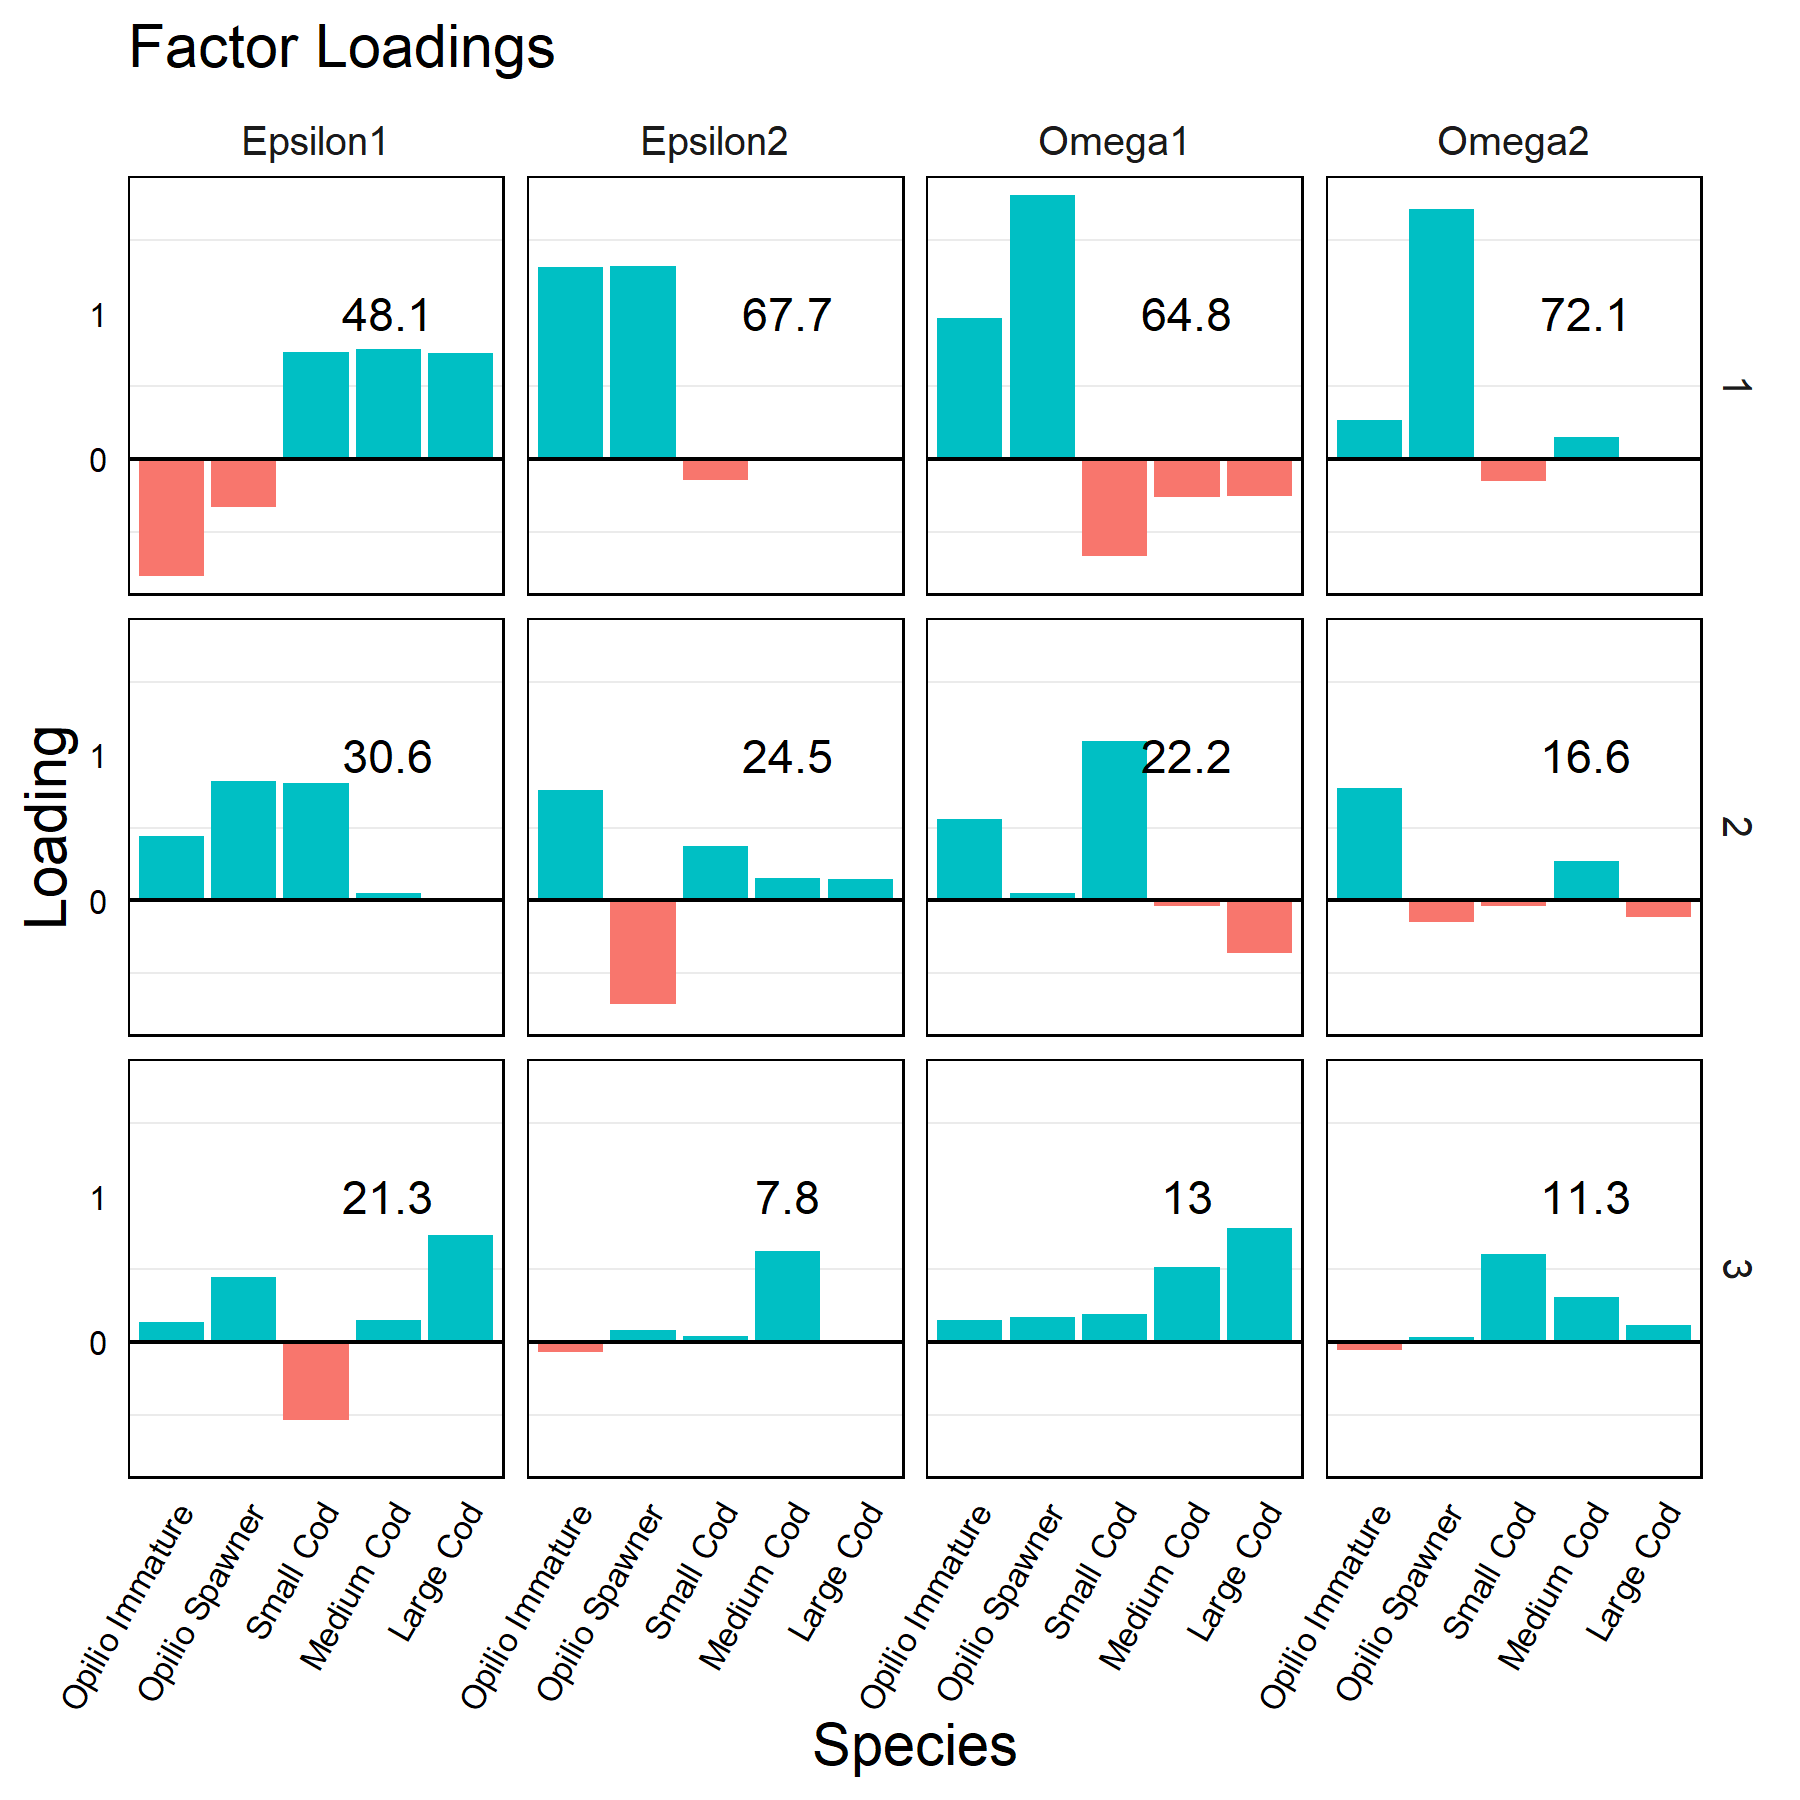 Factor Loadings
Epsilon1 Epsilon2 Omega1 Omega2
1 48.1 67.7 64.8 72.1
0
1
Loading
1 30.6 24.5 22.2 16.6
0
2
1 21.3 7.8 13 11.3
0
3
Opilio Immature Opilio Spawner Small Cod Medium Cod Large Cod Opilio Immature Opilio Spawner Small Cod Medium Cod Large Cod Opilio Immature Opilio Spawner Small Cod Medium Cod Large Cod Opilio Immature Opilio Spawner Small Cod Medium Cod Large Cod
Species